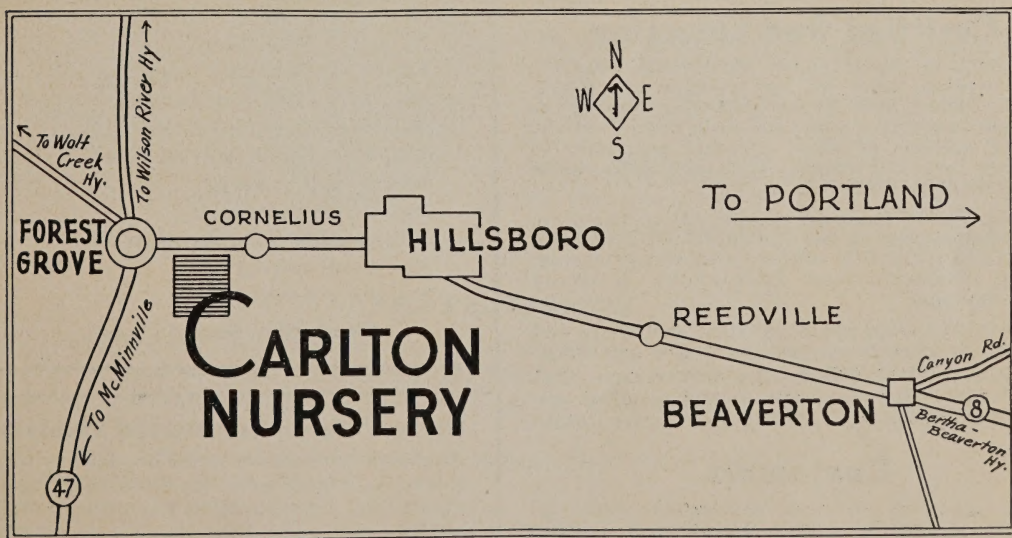 N
W E
S
To Wilson River Hy →
To Wolf
Creek
Hy.
To PORTLAND
FOREST
GROVE
CORNELIUS
HILLSBORO
CARLTON
NURSERY
To McMinnville
REEDVILLE
Canyon Rd.
BEAVERTON
8
Bertha-
Beaverton
Hy.
47